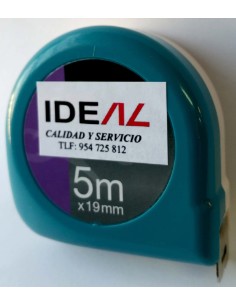 IDEAL
CALIDAD Y SERVICIO
TLF: 954 725 812
5m
x19mm